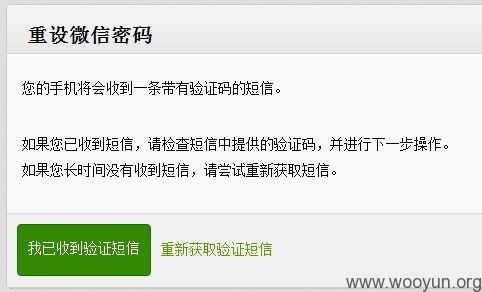 重设微信密码
您的手机将会收到一条带有验证码的短信。
如果您已收到短信，请检查短信中提供的验证码，并进行下一步操作。
如果您长时间没有收到短信，请尝试重新获取短信。
我已收到验证短信 重新获取验证短信
www.wooyun.org